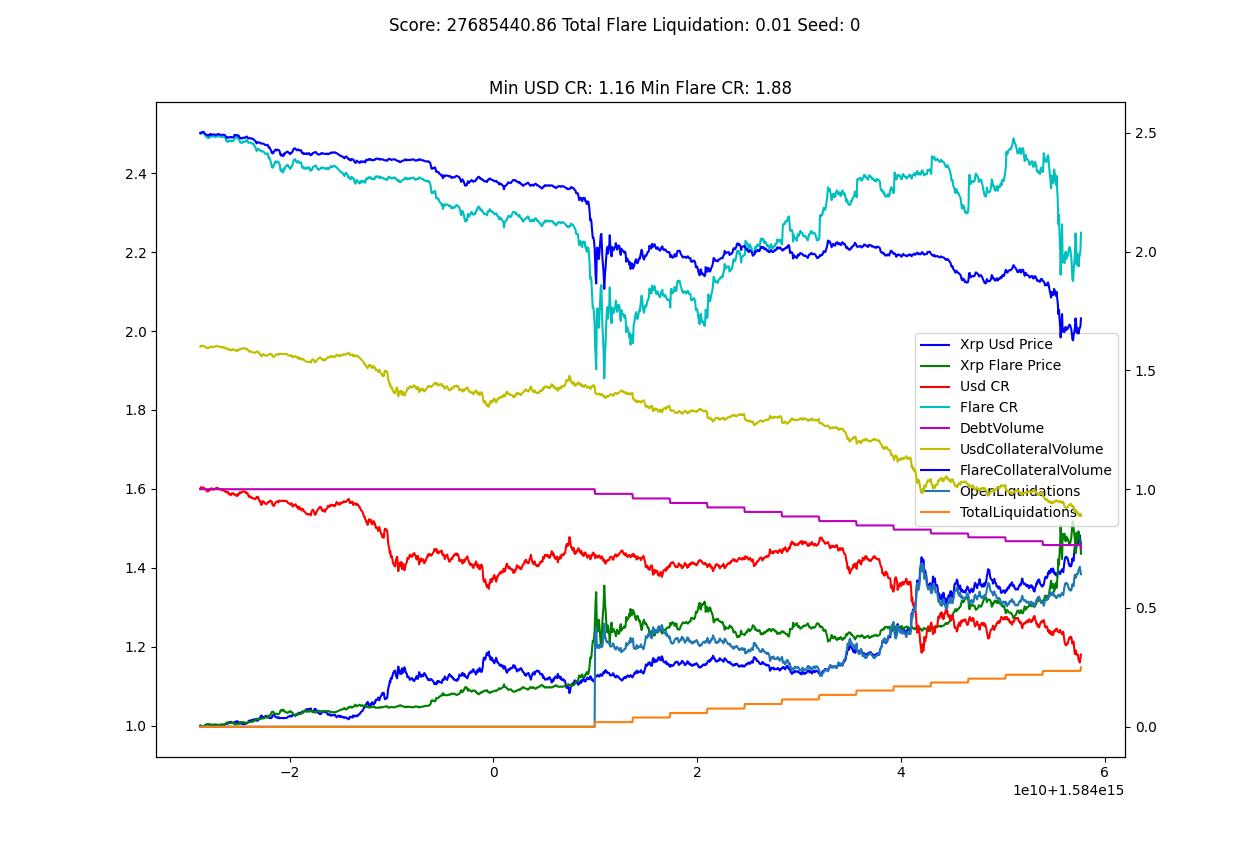 Score: 27685440.86 Total Flare Liquidation: 0.01 Seed: 0
Min USD CR: 1.16 Min Flare CR: 1.88
2.4
2.2
2.0
1.8
1.6
1.4
1.2
1.0
2.5
2.0
1.5
1.0
0.5
0.0
Xrp Usd Price
Xrp Flare Price
Usd CR
Flare CR
DebtVolume
UsdCollateralVolume
FlareCollateralVolume
OpenLiquidations
TotalLiquidations
−2
0
2
4
6
1e10+1.584e15